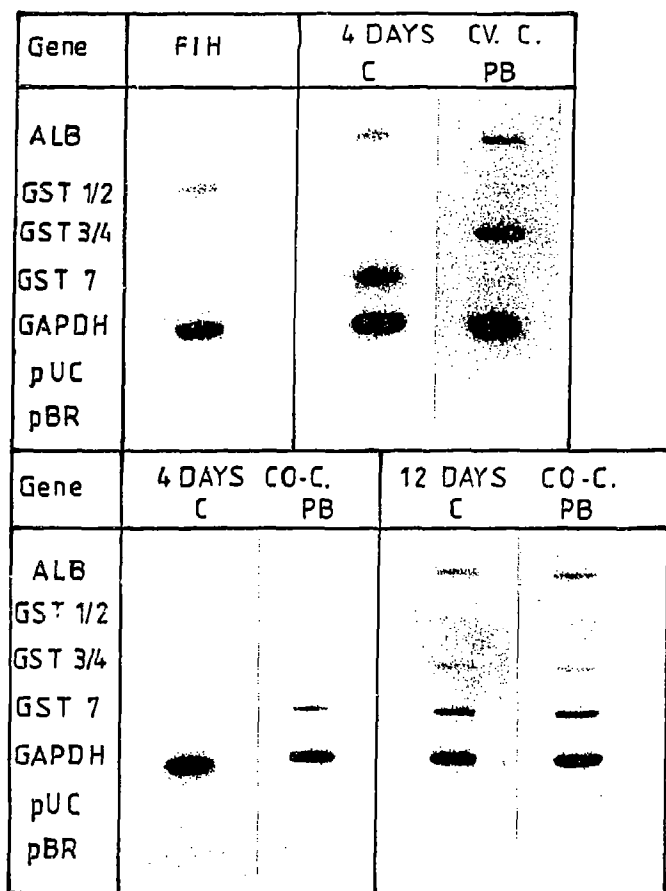 Gene FIH 4 DAYS CV. C.
C PB
ALB
GST 1/2
GST 3/4
GST 7
GAPDH
pUC
pBR
Gene 4 DAYS CO-C. 12 DAYS CO-C.
C PB C PB
ALB
GST 1/2
GST 3/4
GST 7
GAPDH
pUC
pBR